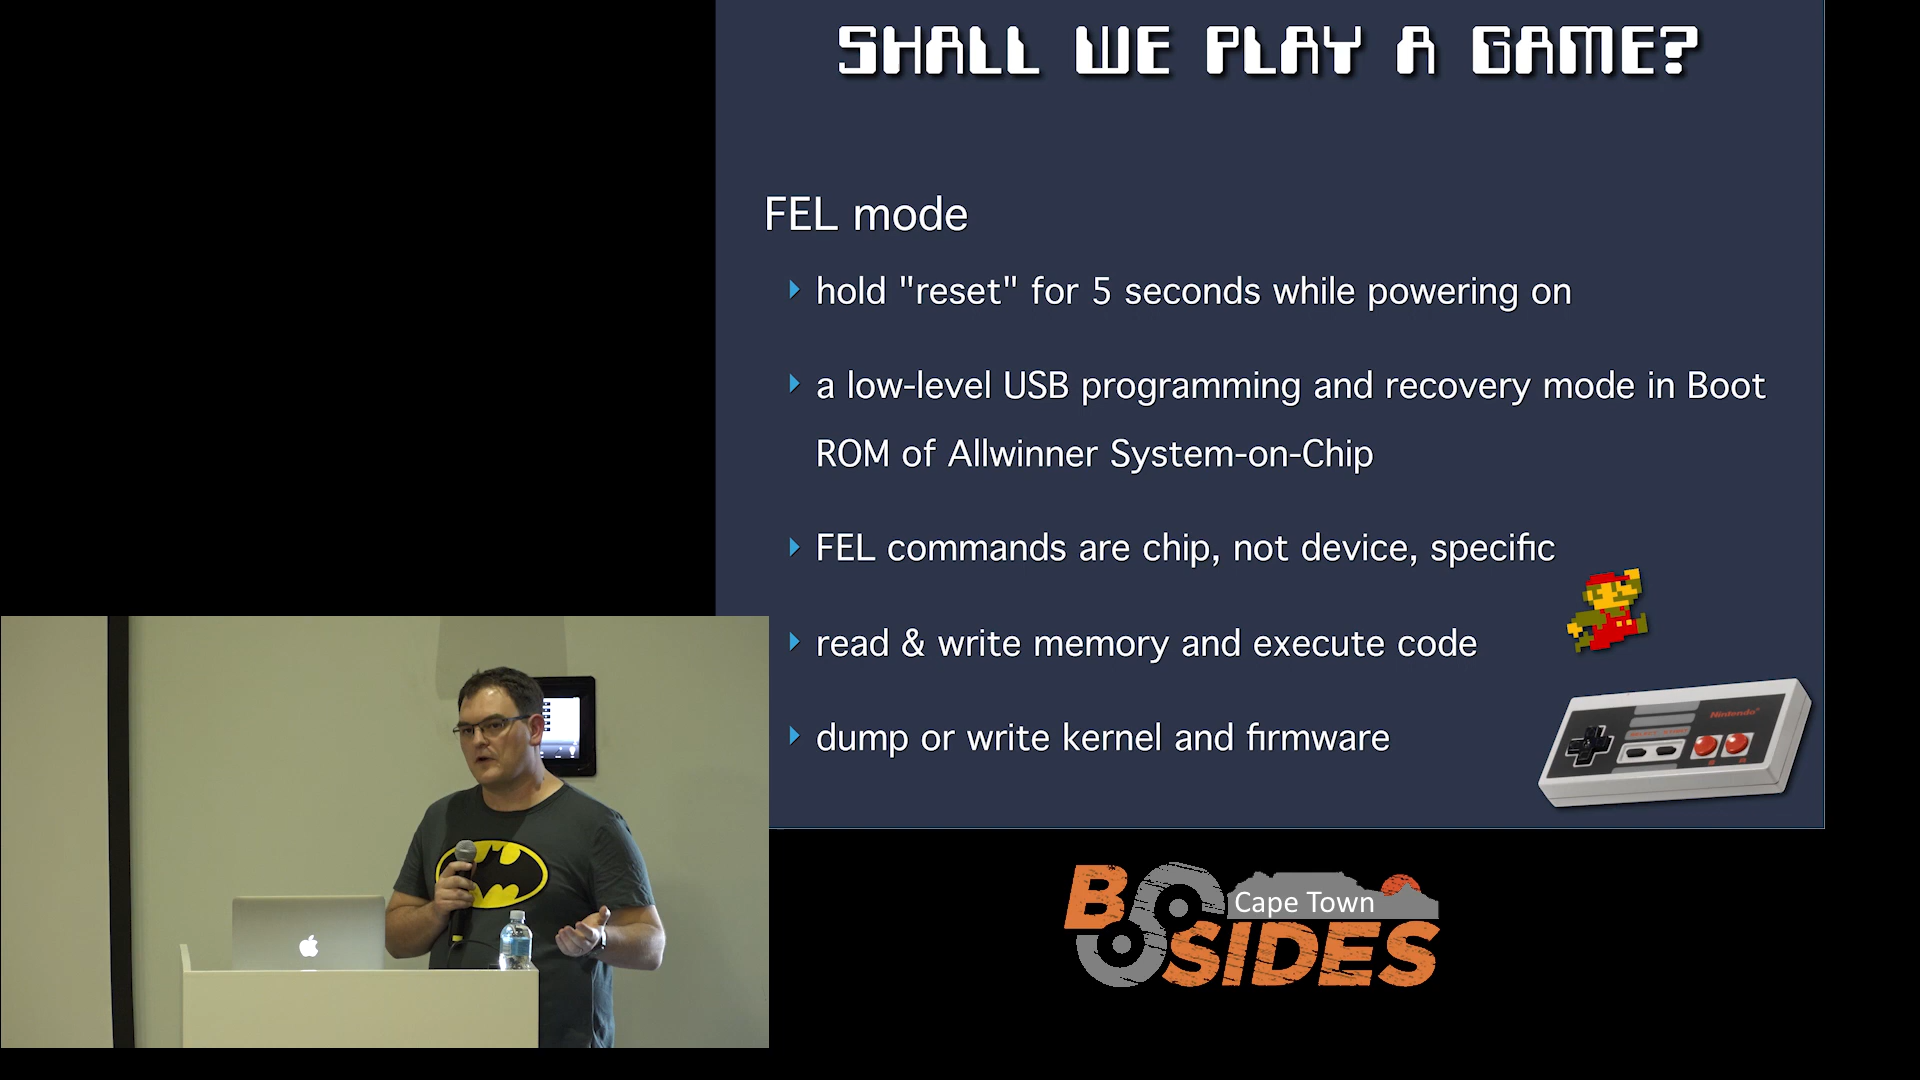 SHALL WE PLAY A GAME?
FEL mode
hold "reset" for 5 seconds while powering on
a low-level USB programming and recovery mode in Boot
ROM of Allwinner System-on-Chip
FEL commands are chip, not device, specific
read & write memory and execute code
dump or write kernel and firmware
Nintendo
B A
Cape Town
BSIDES